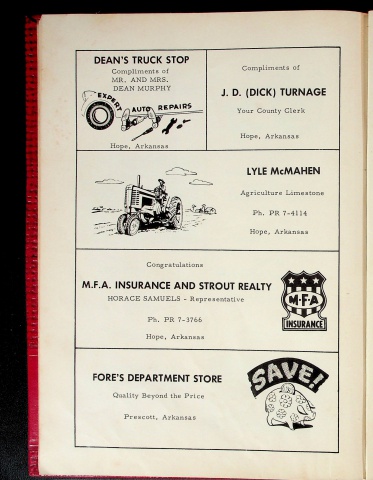 DEAN'S TRUCK STOP
Compliments of
MR. AND MRS.
DEAN MURPHY
EXPERT
AUTO REPAIRS
Hope, Arkansas
Compliments of
J. D. (DICK) TURNAGE
Your County Clerk
Hope, Arkansas
LYLE McMAHEN
Agriculture Limestone
Ph. PR 7-4114
Hope, Arkansas
Congratulations
M.F.A. INSURANCE AND STROUT REALTY
HORACE SAMUELS - Representative
Ph. PR 7-3766
Hope, Arkansas
M-F-A
INSURANCE
FORE'S DEPARTMENT STORE
Quality Beyond the Price
Prescott, Arkansas
SAVE!